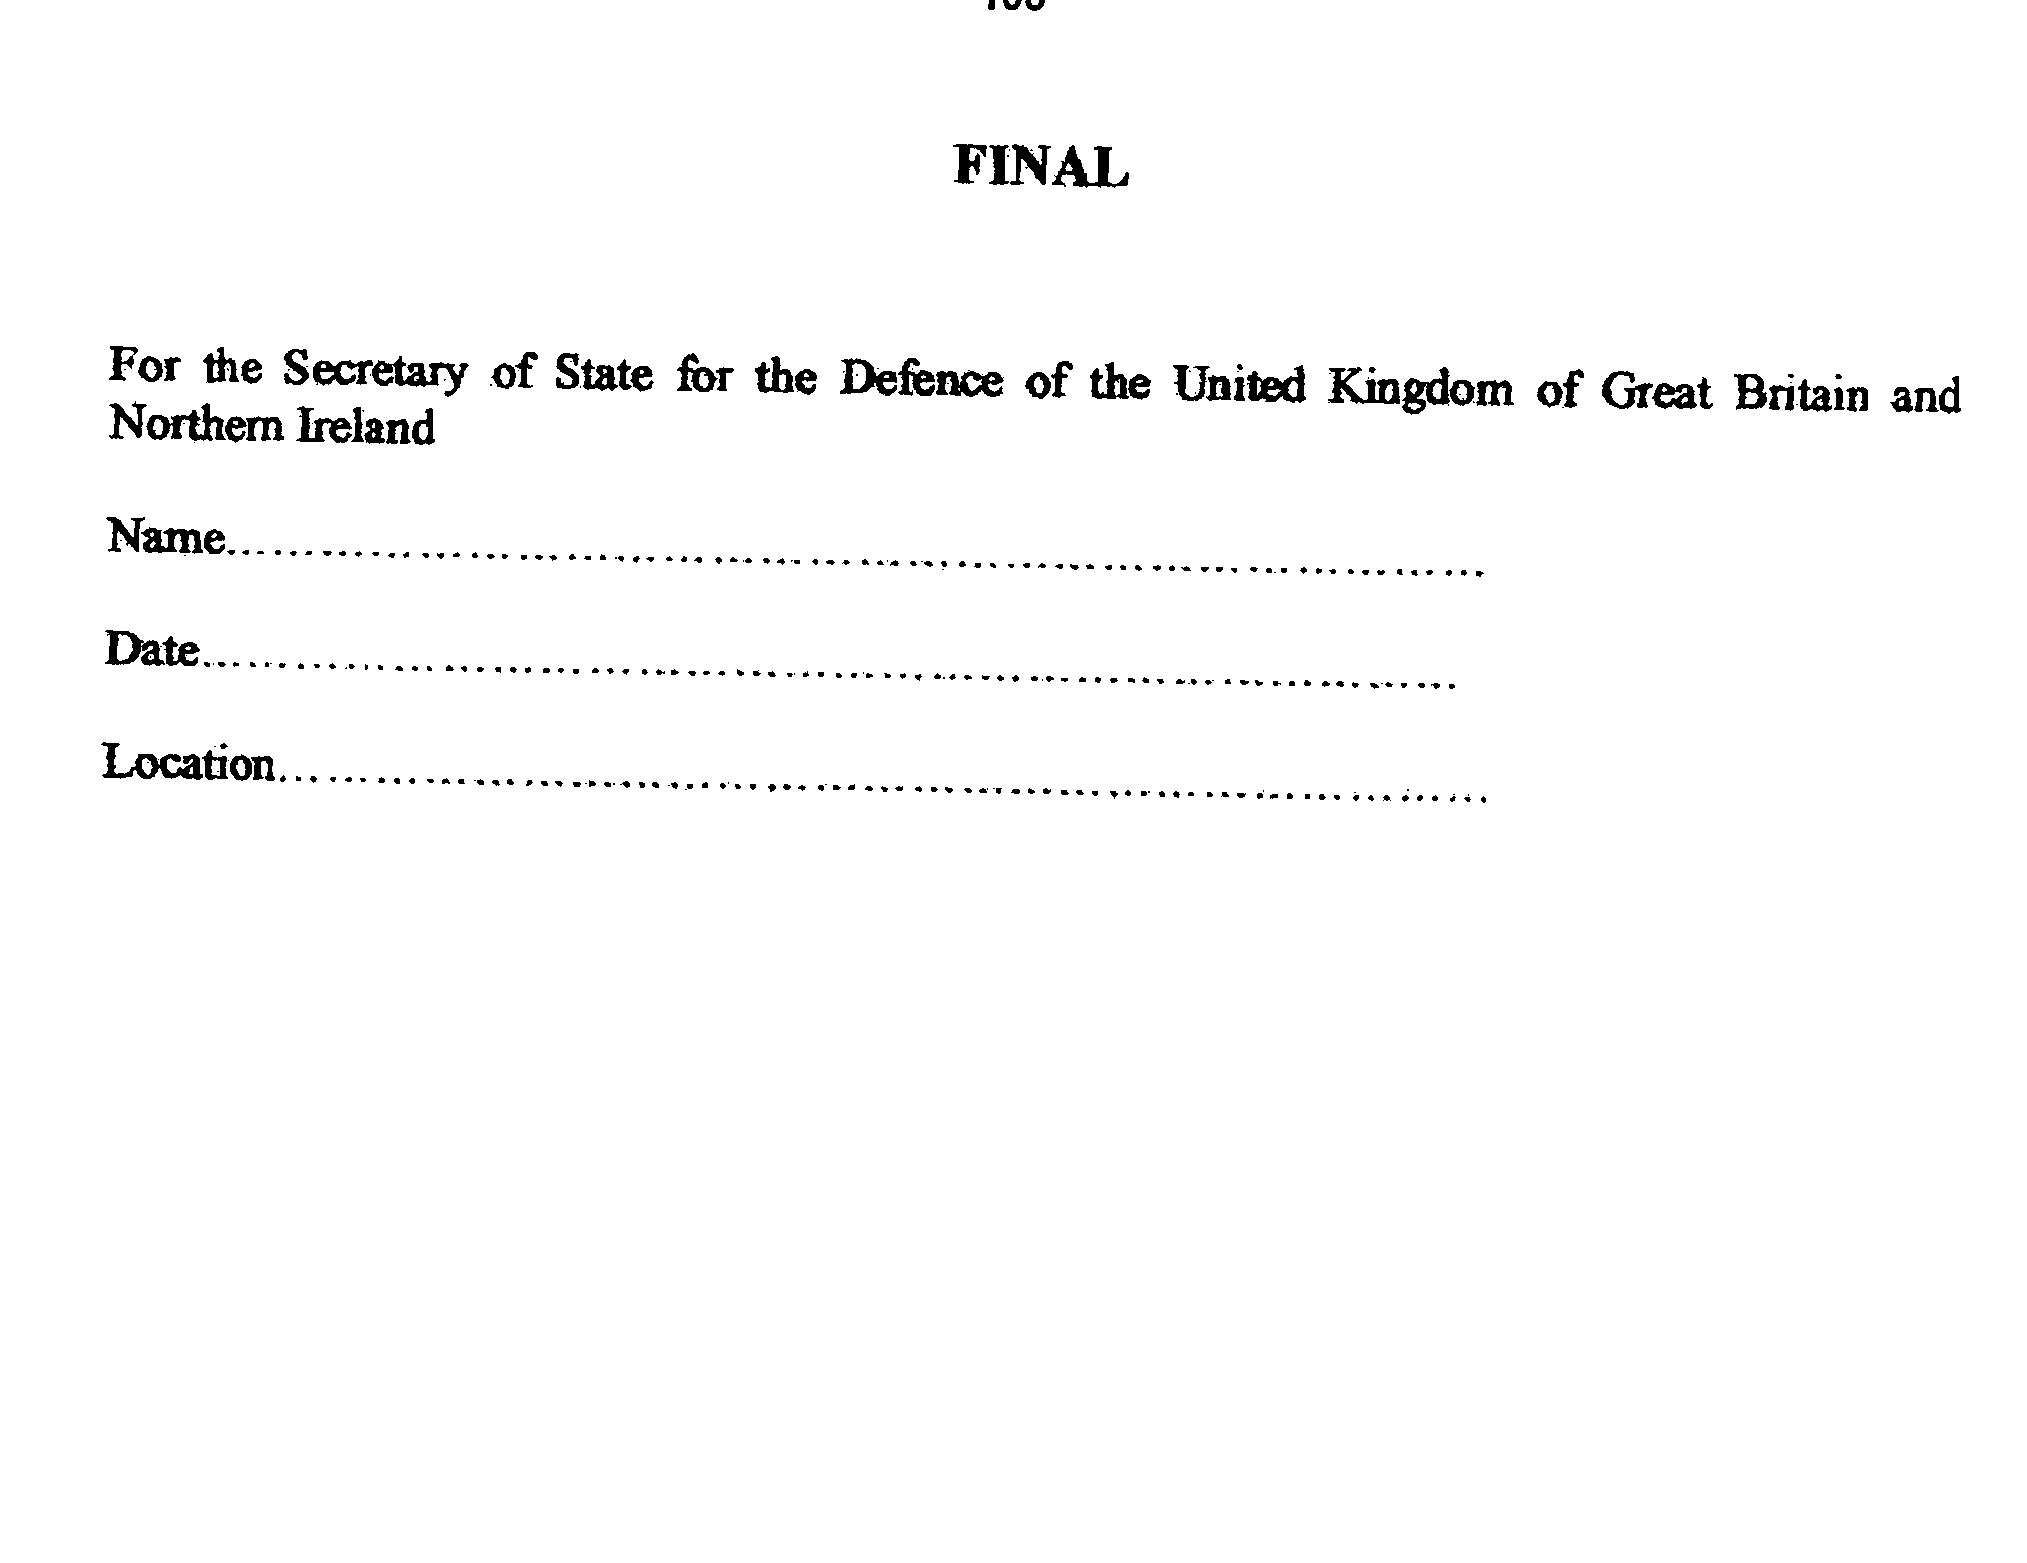 FINAL
For the Secretary of State for the Defence of the United Kingdom of Great Britain and
Northern Ireland
Name................................................................................
Date................................................................................
Location.............................................................................